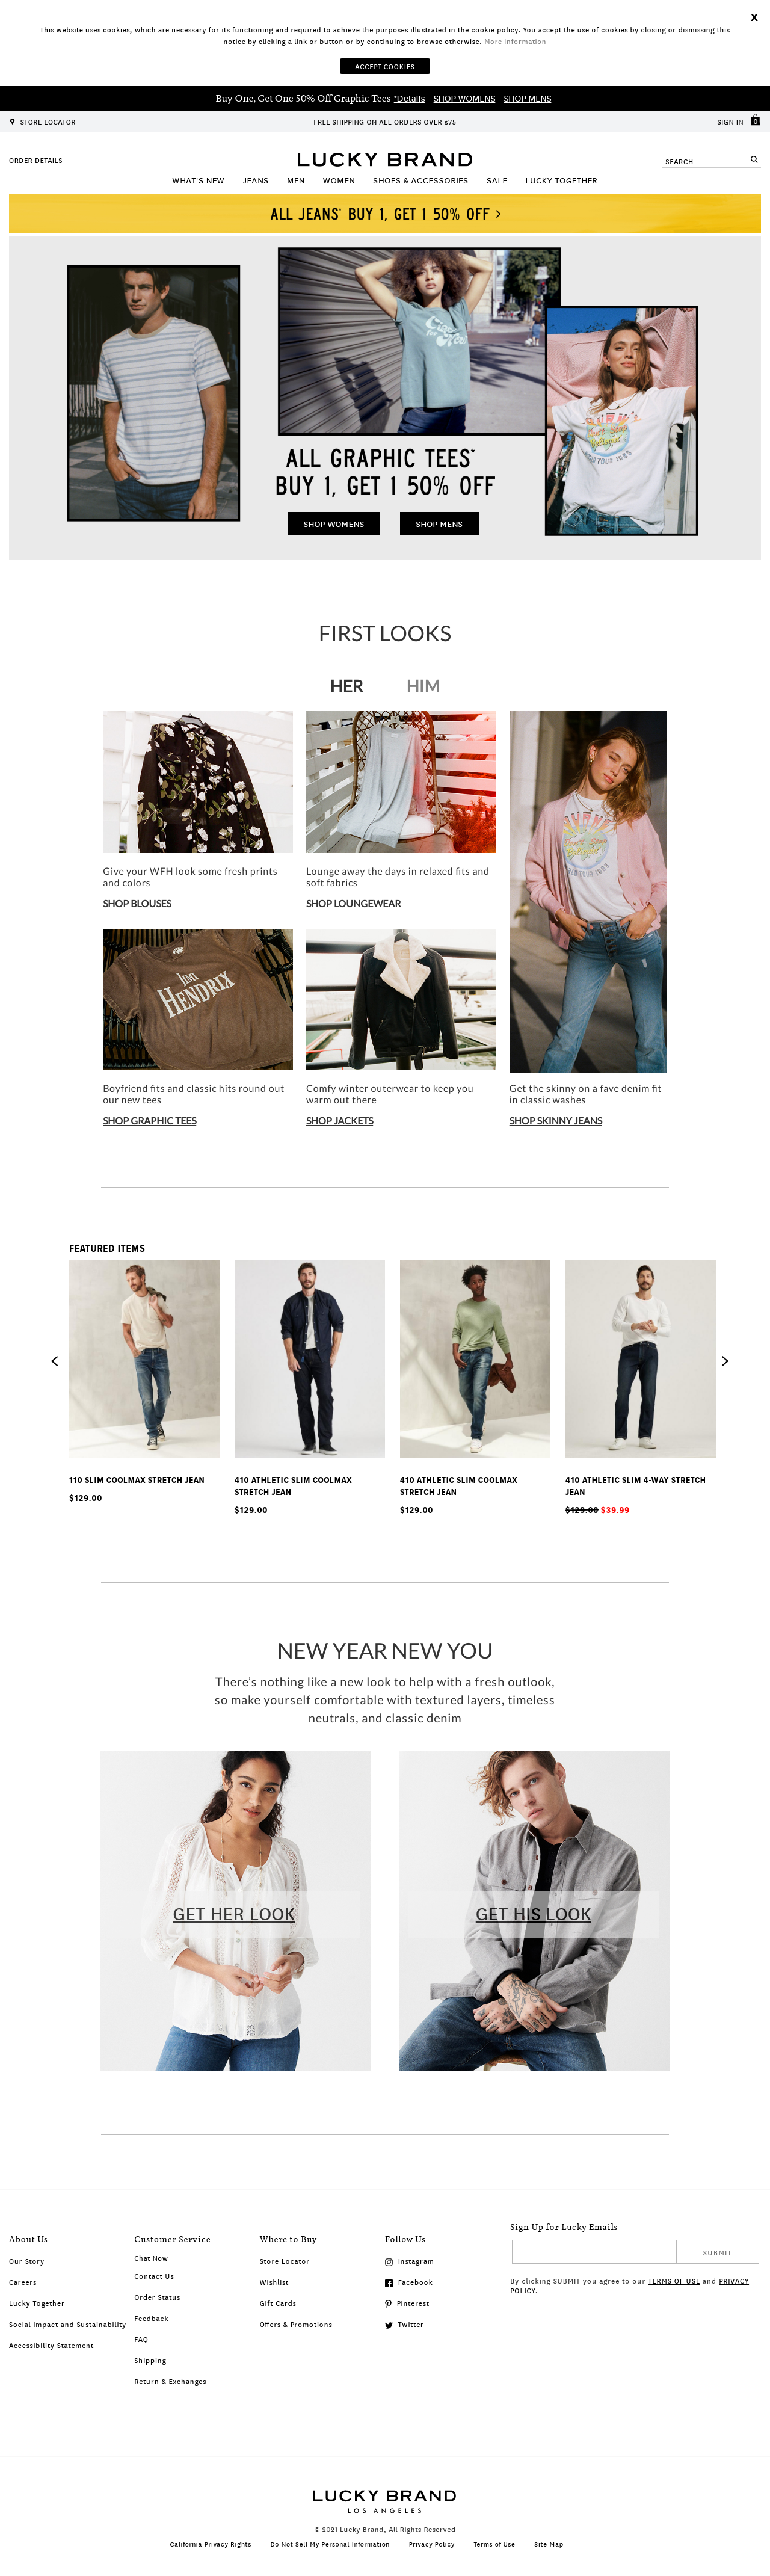 X
This website uses cookies, which are necessary for its functioning and required to achieve the purposes illustrated in the cookie policy. You accept the use of cookies by closing or dismissing this
notice by clicking a link or button or by continuing to browse otherwise. More information
ACCEPT COOKIES
Buy One, Get One 50% Off Graphic Tees *Details SHOP WOMENS SHOP MENS
STORE LOCATOR
FREE SHIPPING ON ALL ORDERS OVER $75
SIGN IN 0
ORDER DETAILS
LUCKY BRAND
SEARCH
WHAT'S NEW JEANS MEN WOMEN SHOES & ACCESSORIES SALE LUCKY TOGETHER
ALL JEANS* BUY 1, GET 1 50% OFF >
ALL GRAPHIC TEES*
BUY 1, GET 1 50% OFF
SHOP WOMENS SHOP MENS
FIRST LOOKS
HER HIM
Give your WFH look some fresh prints
and colors
SHOP BLOUSES
Lounge away the days in relaxed fits and
soft fabrics
SHOP LOUNGEWEAR
JIMI
HENDRIX
Boyfriend fits and classic hits round out
our new tees
SHOP GRAPHIC TEES
Comfy winter outerwear to keep you
warm out there
SHOP JACKETS
Get the skinny on a fave denim fit
in classic washes
SHOP SKINNY JEANS
FEATURED ITEMS
110 SLIM COOLMAX STRETCH JEAN
$129.00
410 ATHLETIC SLIM COOLMAX
STRETCH JEAN
$129.00
410 ATHLETIC SLIM COOLMAX
STRETCH JEAN
$129.00
410 ATHLETIC SLIM 4-WAY STRETCH
JEAN
$129.00 $39.99
NEW YEAR NEW YOU
There's nothing like a new look to help with a fresh outlook,
so make yourself comfortable with textured layers, timeless
neutrals, and classic denim
GET HER LOOK
GET HIS LOOK
About Us
Our Story
Careers
Lucky Together
Social Impact and Sustainability
Accessibility Statement
Customer Service
Chat Now
Contact Us
Order Status
Feedback
FAQ
Shipping
Return & Exchanges
Where to Buy
Store Locator
Wishlist
Gift Cards
Offers & Promotions
Follow Us
Instagram
Facebook
Pinterest
Twitter
Sign Up for Lucky Emails
SUBMIT
By clicking SUBMIT you agree to our TERMS OF USE and PRIVACY
POLICY.
LUCKY BRAND
LOS ANGELES
© 2021 Lucky Brand, All Rights Reserved
California Privacy Rights Do Not Sell My Personal Information Privacy Policy Terms of Use Site Map